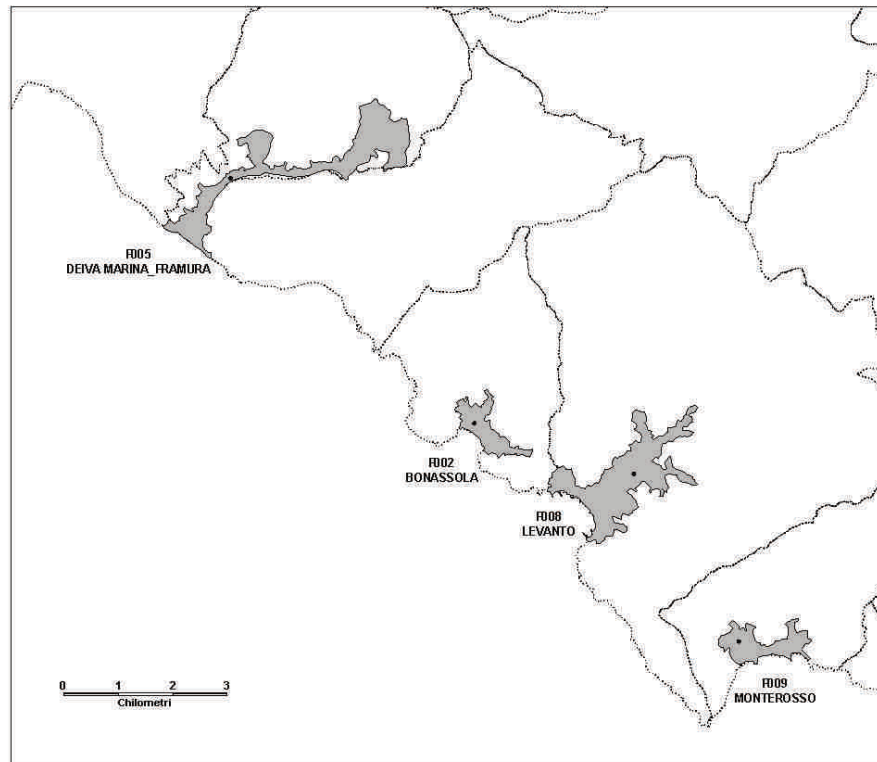 F005
DEIVA MARINA_FRAMURA
F002
BONASSOLA
F008
LEVANTO
F009
MONTEROSSO
0 1 2 3
Chilometri